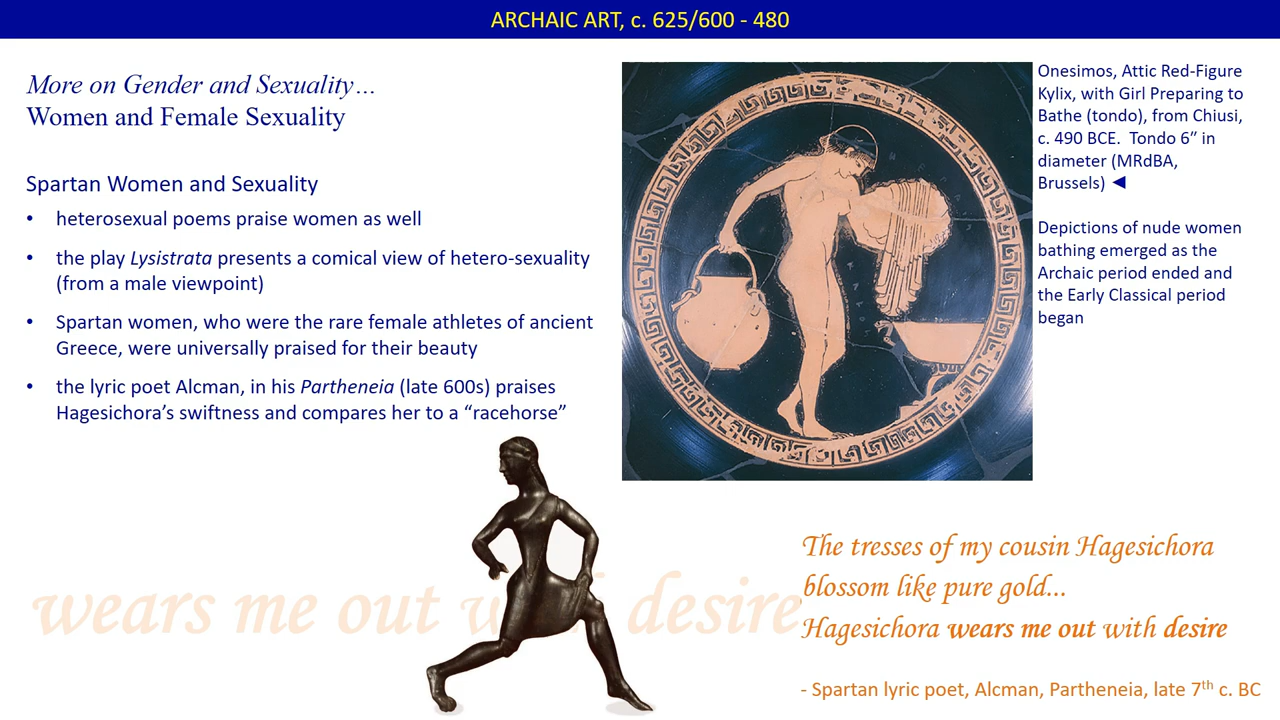 ARCHAIC ART, c. 625/600 - 480
More on Gender and Sexuality…
Women and Female Sexuality
Spartan Women and Sexuality
• heterosexual poems praise women as well
• the play Lysistrata presents a comical view of hetero-sexuality
(from a male viewpoint)
• Spartan women, who were the rare female athletes of ancient
Greece, were universally praised for their beauty
• the lyric poet Alcman, in his Partheneia (late 600s) praises
Hagesichora’s swiftness and compares her to a “racehorse”
Onesimos, Attic Red-Figure
Kylix, with Girl Preparing to
Bathe (tondo), from Chiusi,
c. 490 BCE.  Tondo 6” in
diameter (MRdBA,
Brussels) ◄
Depictions of nude women
bathing emerged as the
Archaic period ended and
the Early Classical period
began
wears me out w desire
The tresses of my cousin Hagesichora
blossom like pure gold...
Hagesichora wears me out with desire
- Spartan lyric poet, Alcman, Partheneia, late 7th c. BC